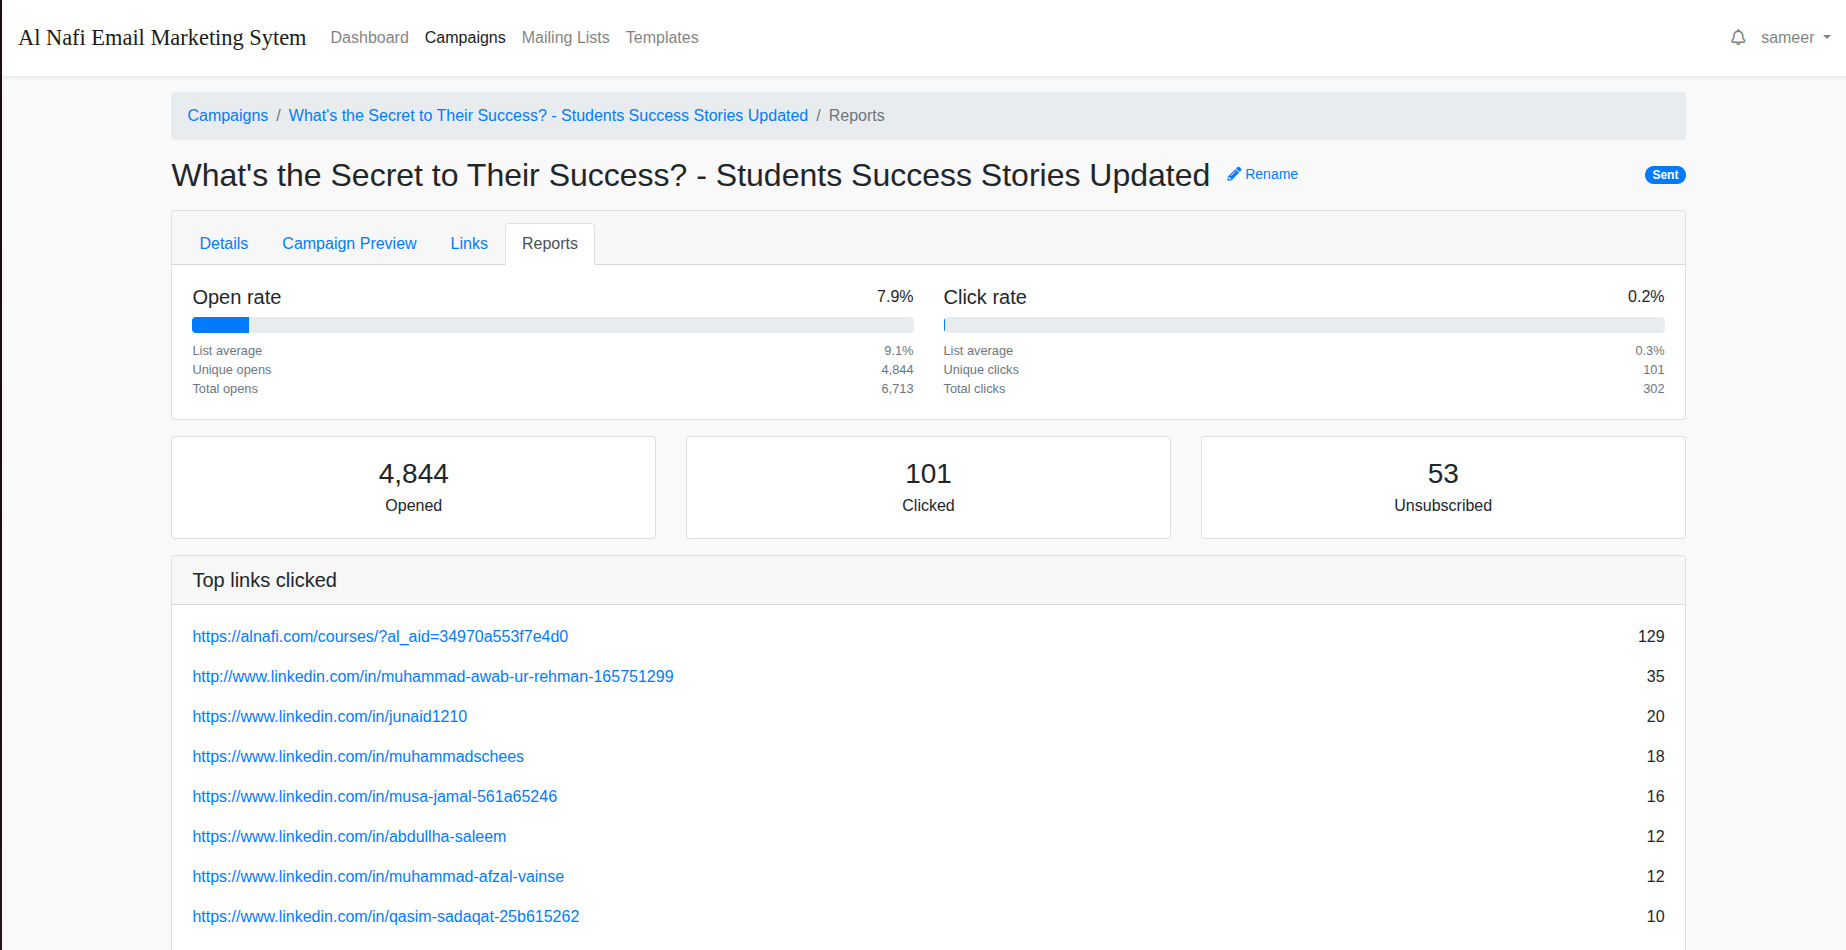 Al Nafi Email Marketing Sytem Dashboard Campaigns Mailing Lists Templates sameer
Campaigns / What's the Secret to Their Success? - Students Success Stories Updated / Reports
What's the Secret to Their Success? - Students Success Stories Updated Rename Sent
Details Campaign Preview Links Reports
Open rate 7.9%
List average 9.1%
Unique opens 4,844
Total opens 6,713
Click rate 0.2%
List average 0.3%
Unique clicks 101
Total clicks 302
4,844
Opened
101
Clicked
53
Unsubscribed
Top links clicked
https://alnafi.com/courses/?al_aid=34970a553f7e4d0 129
http://www.linkedin.com/in/muhammad-awab-ur-rehman-165751299 35
https://www.linkedin.com/in/junaid1210 20
https://www.linkedin.com/in/muhammadschees 18
https://www.linkedin.com/in/musa-jamal-561a65246 16
https://www.linkedin.com/in/abdullha-saleem 12
https://www.linkedin.com/in/muhammad-afzal-vainse 12
https://www.linkedin.com/in/qasim-sadaqat-25b615262 10